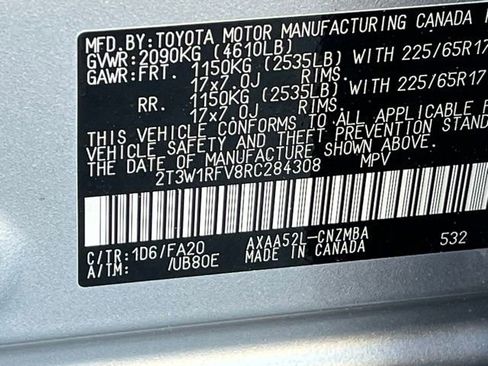 MFD.BY:TOYOTA MOTOR MANUFACTURING CANADA
GVWR:2090KG (4610LB)
GAWR:FRT. 1150KG (2535LB) WITH 225/65R17
17x7.0J RIMS.
RR. 1150KG (2535LB) WITH 225/65R17
17x7.0J RIMS.
THIS VEHICLE CONFORMS TO ALL APPLICABLE
VEHICLE SAFETY AND THEFT PREVENTION
THE DATE OF MANUFACTURE SHOWN ABOVE.
2T3W1RFV8RC284308 MPV
C/TR:1D6/FA20 AXAA52L-CNZMBA 532
A/TM: /UB80E MADE IN CANADA